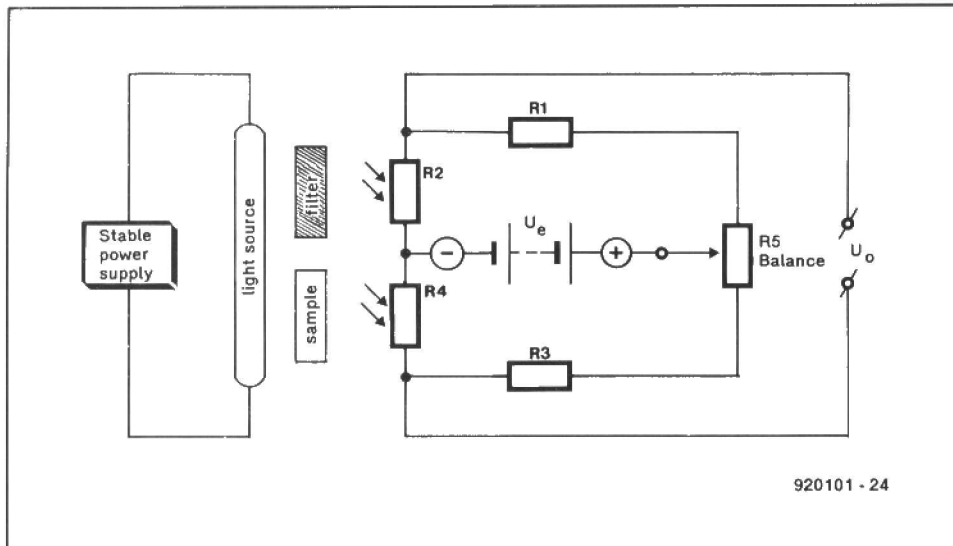 Stable
power
supply
light source
filter
sample
R1
R2
Ue
R5
Balance
Uo
−
+
R4
R3
920101 - 24